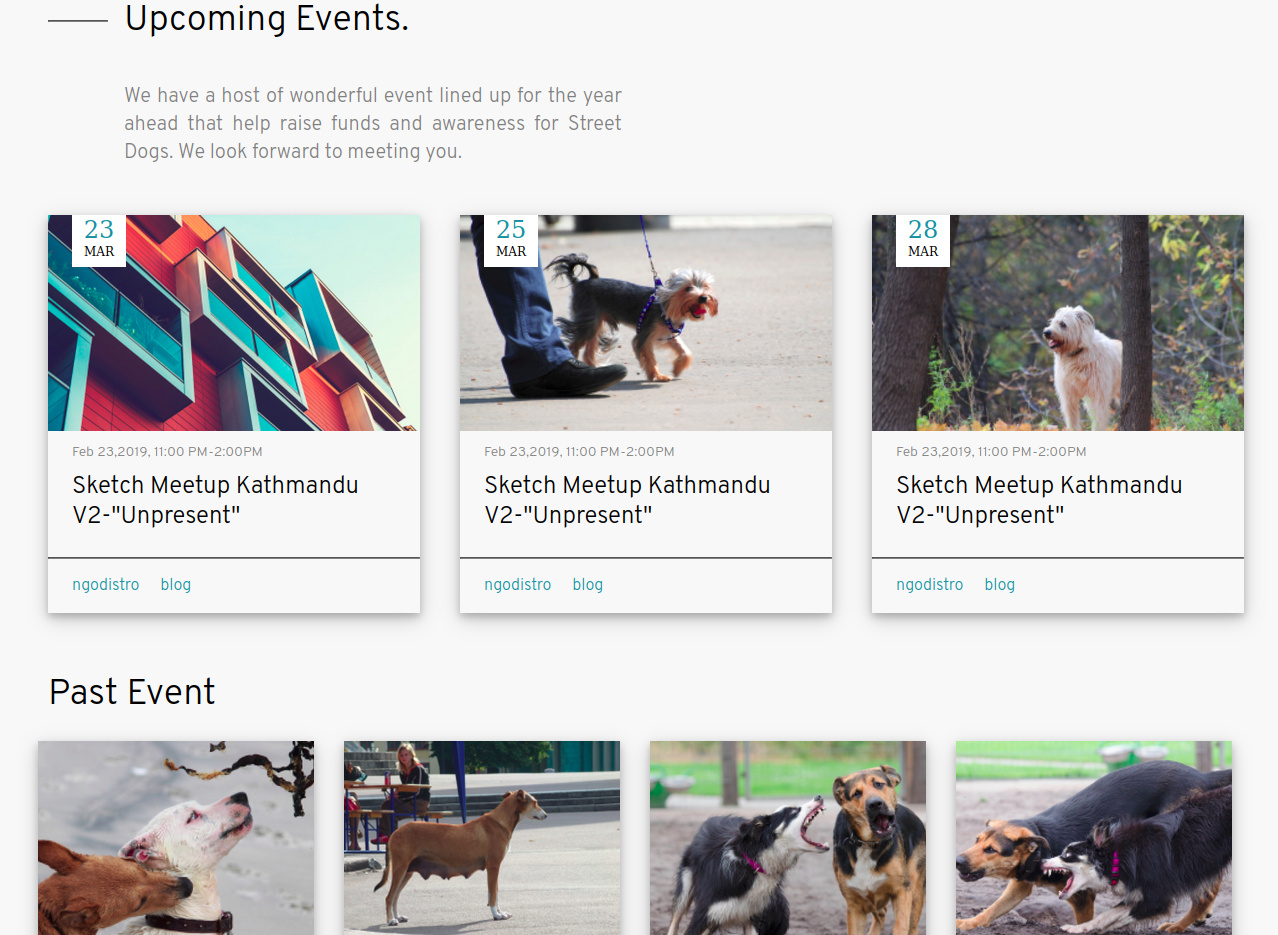 Upcoming Events.
We have a host of wonderful event lined up for the year
ahead that help raise funds and awareness for Street
Dogs. We look forward to meeting you.
23
MAR
25
MAR
28
MAR
Feb 23,2019, 11:00 PM-2:00PM
Sketch Meetup Kathmandu
V2-"Unpresent"
ngodistro blog
Feb 23,2019, 11:00 PM-2:00PM
Sketch Meetup Kathmandu
V2-"Unpresent"
ngodistro blog
Feb 23,2019, 11:00 PM-2:00PM
Sketch Meetup Kathmandu
V2-"Unpresent"
ngodistro blog
Past Event